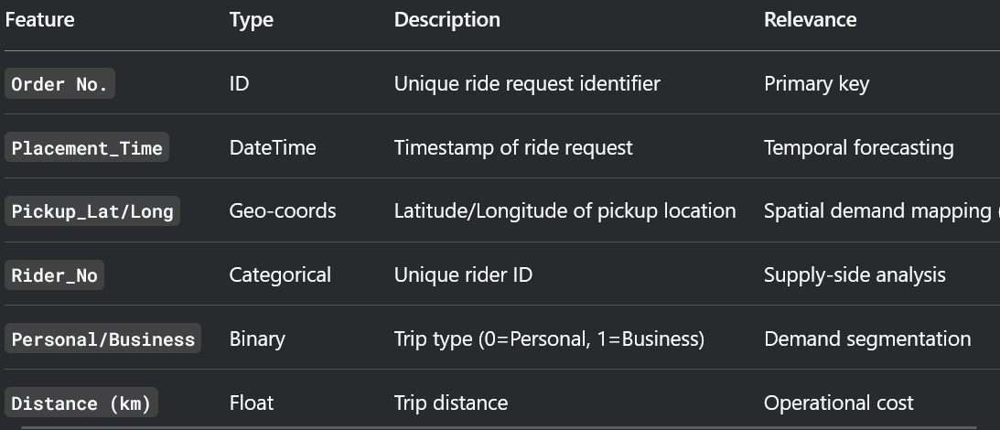 Feature Type Description Relevance
Order No. ID Unique ride request identifier Primary key
Placement_Time DateTime Timestamp of ride request Temporal forecasting
Pickup_Lat/Long Geo-coords Latitude/Longitude of pickup location Spatial demand mapping (
Rider_No Categorical Unique rider ID Supply-side analysis
Personal/Business Binary Trip type (0=Personal, 1=Business) Demand segmentation
Distance (km) Float Trip distance Operational cost